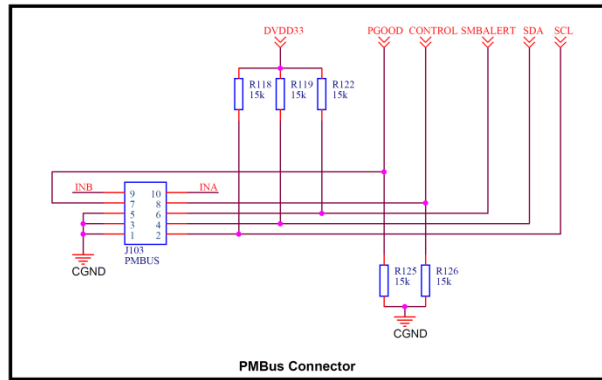 DVDD33 PGOOD CONTROL SMBALERT SDA SCL
R118 R119 R122
15k 15k 15k
INB 9 10 INA
7 8
5 6
3 4
1 2
J103
PMBUS
CGND
R125 R126
15k 15k
CGND
PMBus Connector